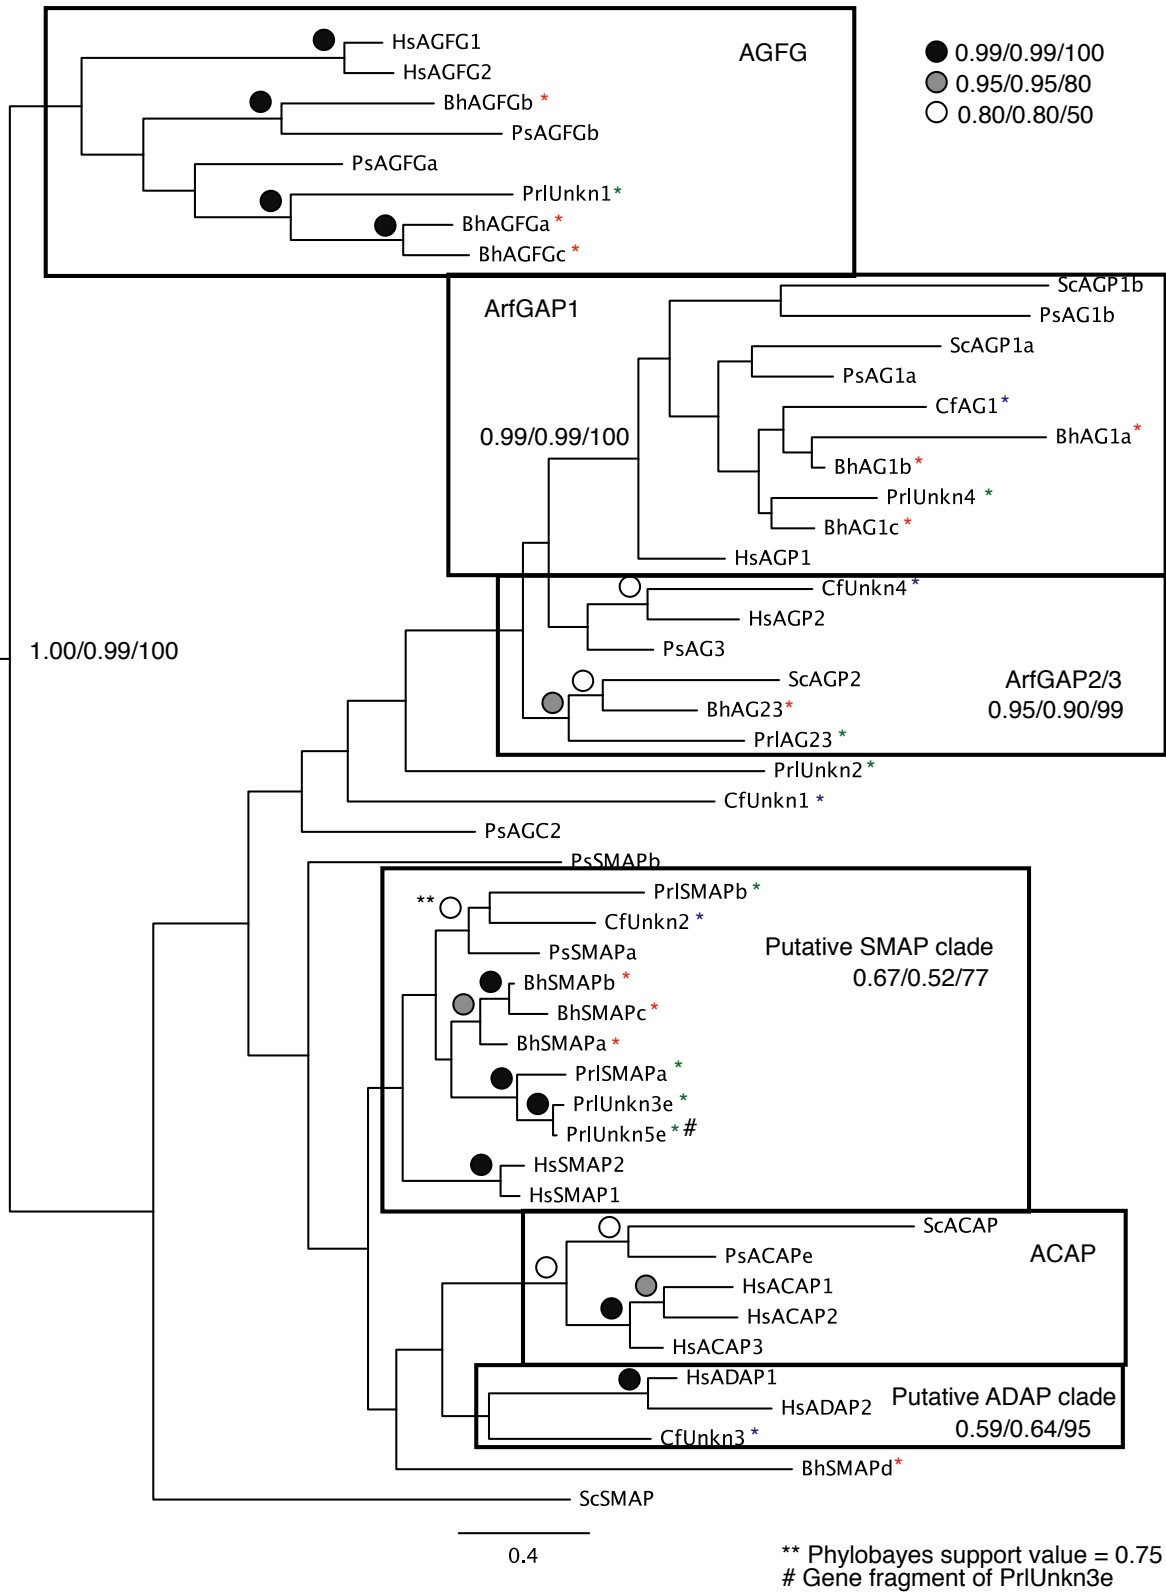 HsAGFG1
AGFG
0.99/0.99/100
HsAGFG2
0.95/0.95/80
BhAGFGb *
0.80/0.80/50
PsAGFGb
PsAGFGa
PrlUnkn1*
BhAGFGa *
BhAGFGc *
ScAGP1b
ArfGAP1
PsAG1b
ScAGP1a
PsAG1a
CfAG1 *
0.99/0.99/100
BhAG1a*
BhAG1b*
PrlUnkn4 *
BhAG1c *
HsAGP1
CfUnkn4*
HsAGP2
1.00/0.99/100
PsAG3
ScAGP2
ArfGAP2/3
BhAG23*
0.95/0.90/99
PrlAG23 *
PrlUnkn2*
CfUnkn1 *
PsAGC2
PsSMAPb
PrlSMAPb *
**
CfUnkn2 *
Putative SMAP clade
PsSMAPa
0.67/0.52/77
BhSMAPb *
BhSMAPc *
BhSMAPa *
PrlSMAPa *
PrlUnkn3e *
PrlUnkn5e *#
HsSMAP2
HsSMAP1
ScACAP
ACAP
PsACAPe
HsACAP1
HsACAP2
HsACAP3
HsADAP1
Putative ADAP clade
HsADAP2
0.59/0.64/95
CfUnkn3 *
BhSMAPd*
ScSMAP
0.4
** Phylobayes support value = 0.75
# Gene fragment of PrlUnkn3e